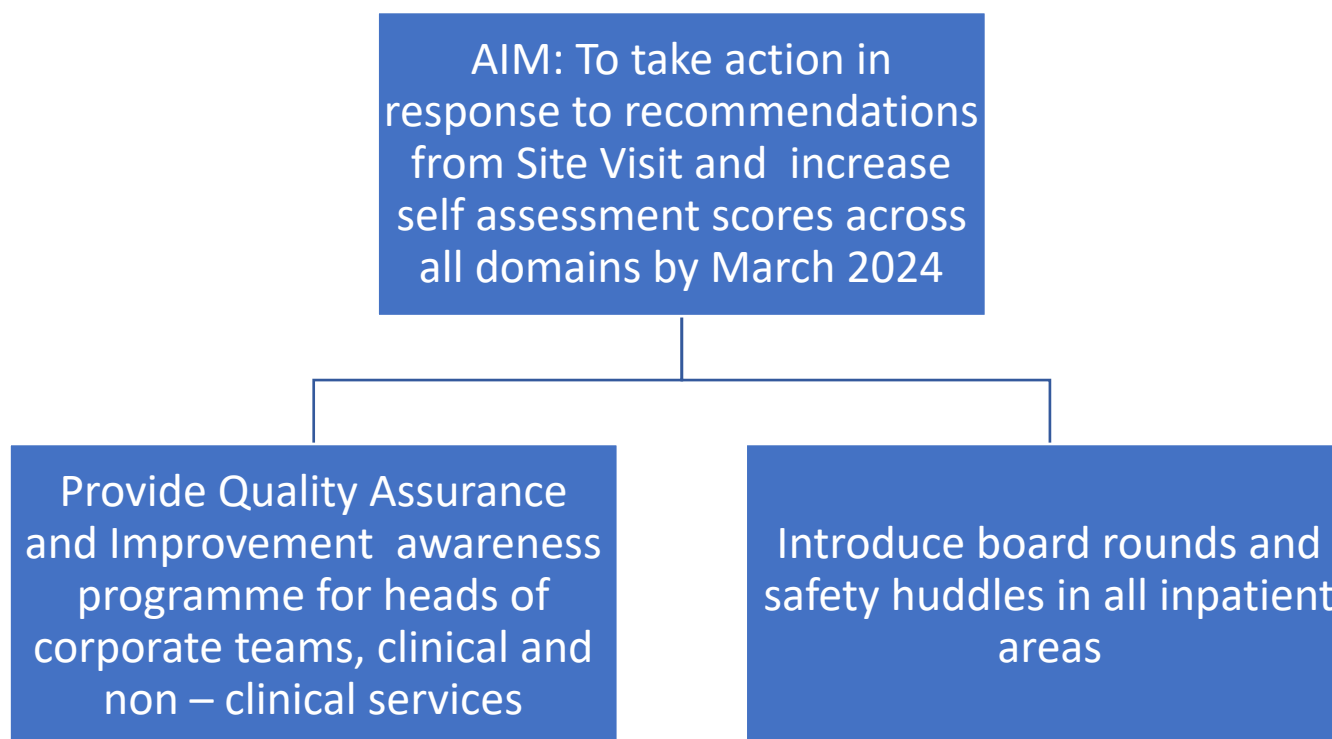 AIM: To take action in
response to recommendations
from Site Visit and  increase
self assessment scores across
all domains by March 2024
Provide Quality Assurance
and Improvement  awareness
programme for heads of
corporate teams, clinical and
non – clinical services
Introduce board rounds and
safety huddles in all inpatient
areas